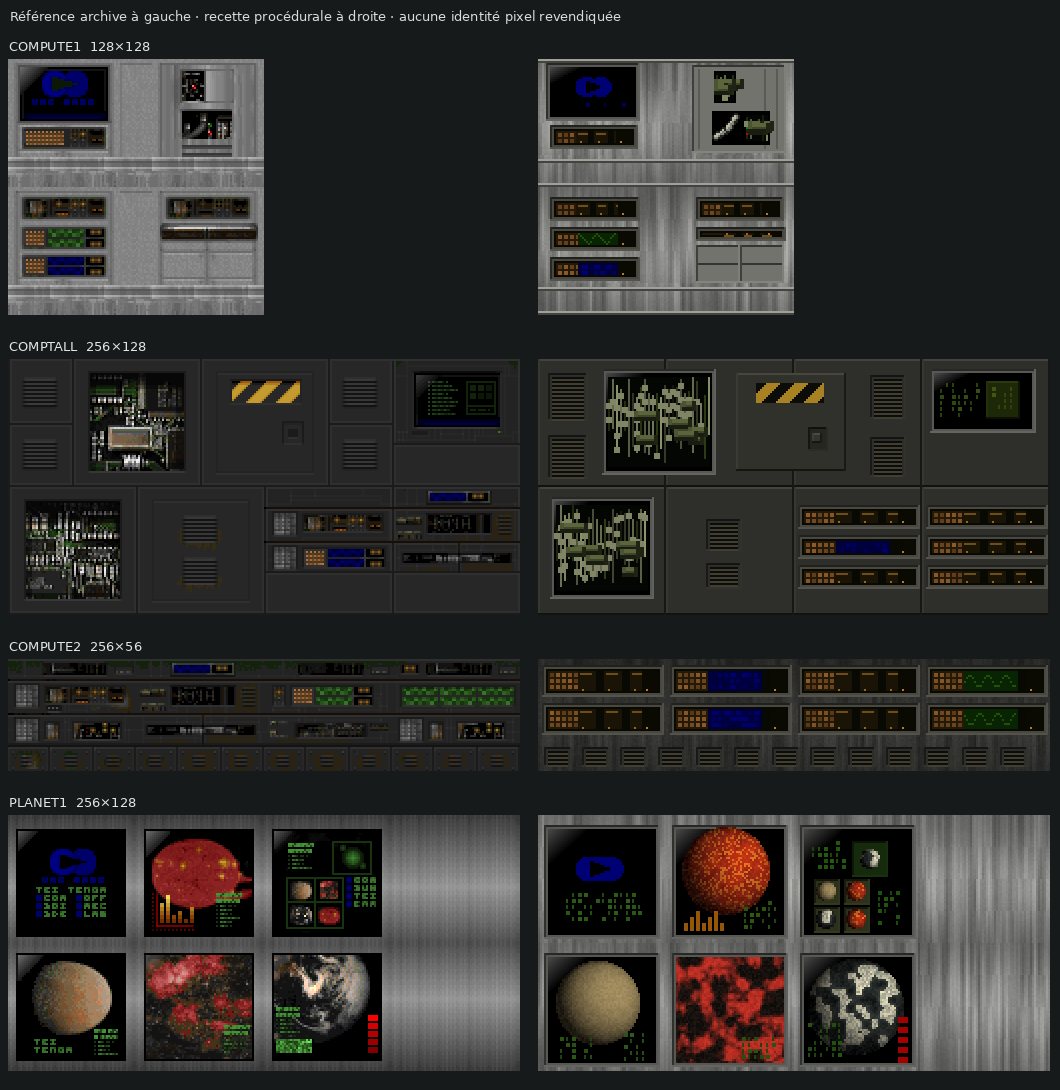 Référence archive à gauche · recette procédurale à droite · aucune identité pixel revendiquée
COMPUTE1 128×128
COMPTALL 256×128
COMPUTE2 256×56
PLANET1 256×128
TEI TENGA
TEI
TENGA